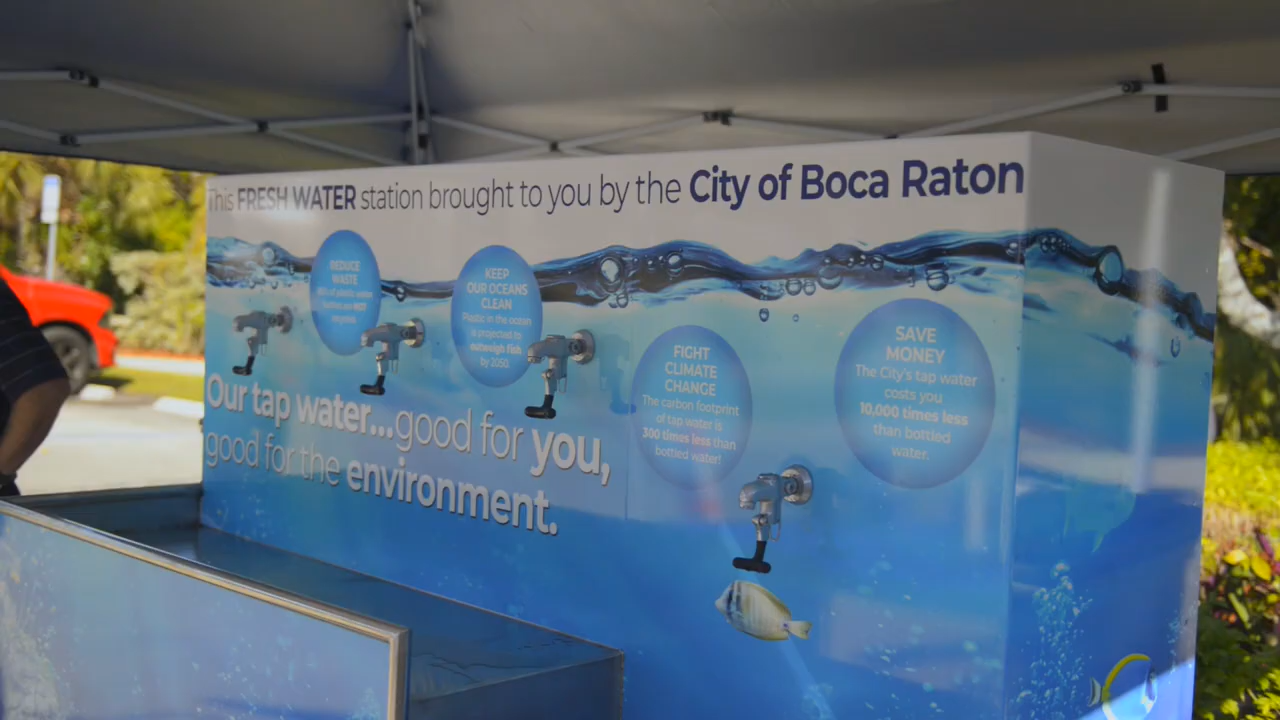 This FRESH WATER station brought to you by the City of Boca Raton
REDUCE
WASTE
KEEP
OUR OCEANS
CLEAN
Plastic in the ocean
is projected to
outweigh fish
by 2050.
FIGHT
CLIMATE
CHANGE
The carbon footprint
of tap water is
300 times less than
bottled water!
SAVE
MONEY
The City's tap water
costs you
10,000 times less
than bottled
water.
Our tap water...good for you,
good for the environment.